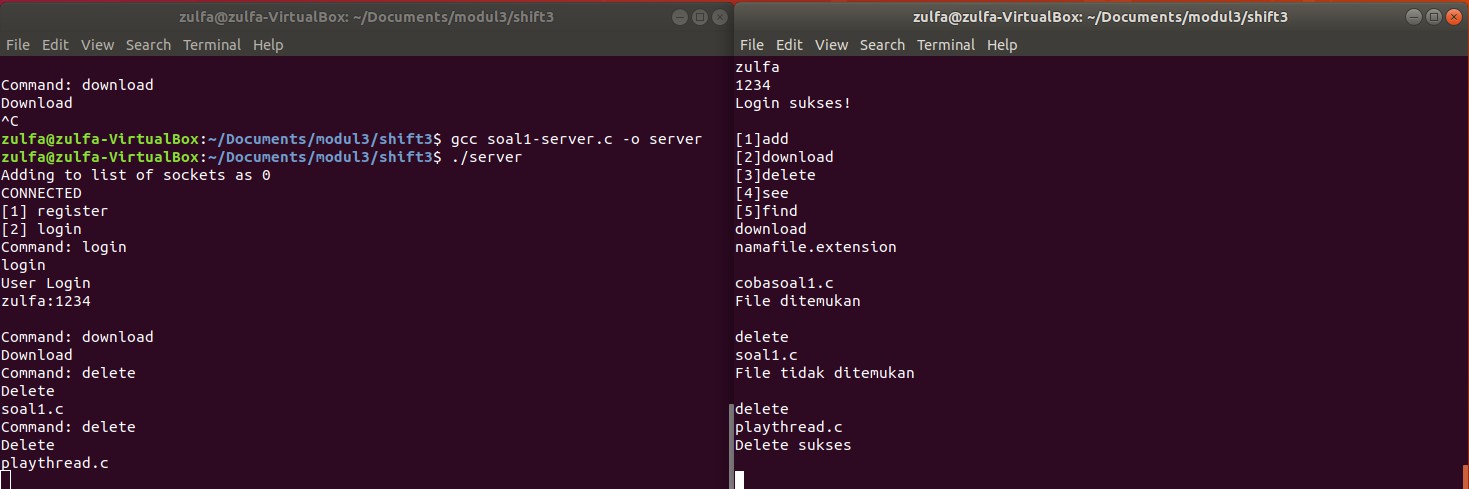 zulfa@zulfa-VirtualBox: ~/Documents/modul3/shift3
File Edit View Search Terminal Help
Command: download
Download
^C
zulfa@zulfa-VirtualBox:~/Documents/modul3/shift3$ gcc soal1-server.c -o server
zulfa@zulfa-VirtualBox:~/Documents/modul3/shift3$ ./server
Adding to list of sockets as 0
CONNECTED
[1] register
[2] login
Command: login
login
User Login
zulfa:1234
Command: download
Download
Command: delete
Delete
soal1.c
Command: delete
Delete
playthread.c
zulfa@zulfa-VirtualBox: ~/Documents/modul3/shift3
File Edit View Search Terminal Help
zulfa
1234
Login sukses!
[1]add
[2]download
[3]delete
[4]see
[5]find
download
namafile.extension
cobasoal1.c
File ditemukan
delete
soal1.c
File tidak ditemukan
delete
playthread.c
Delete sukses